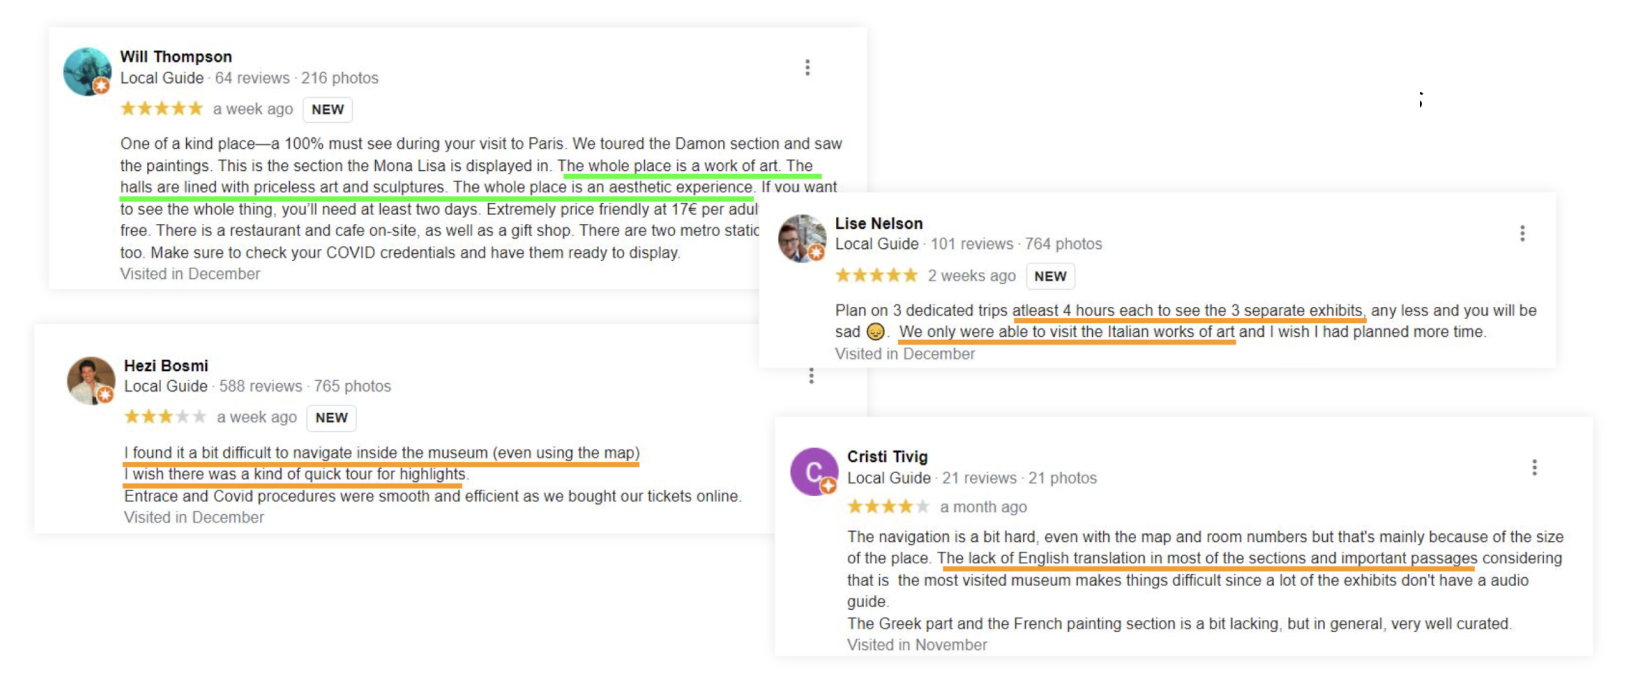 Will Thompson
Local Guide · 64 reviews · 216 photos
a week ago NEW
One of a kind place—a 100% must see during your visit to Paris. We toured the Damon section and saw
the paintings. This is the section the Mona Lisa is displayed in. The whole place is a work of art. The
halls are lined with priceless art and sculptures. The whole place is an aesthetic experience. If you want
to see the whole thing, you'll need at least two days. Extremely price friendly at 17€ per adul
free. There is a restaurant and cafe on-site, as well as a gift shop. There are two metro static
too. Make sure to check your COVID credentials and have them ready to display.
Visited in December
Lise Nelson
Local Guide · 101 reviews · 764 photos
2 weeks ago NEW
Plan on 3 dedicated trips atleast 4 hours each to see the 3 separate exhibits, any less and you will be
sad 😞. We only were able to visit the Italian works of art and I wish I had planned more time.
Visited in December
Hezi Bosmi
Local Guide · 588 reviews · 765 photos
a week ago NEW
I found it a bit difficult to navigate inside the museum (even using the map)
I wish there was a kind of quick tour for highlights.
Entrace and Covid procedures were smooth and efficient as we bought our tickets online.
Visited in December
C
Cristi Tivig
Local Guide · 21 reviews · 21 photos
a month ago
The navigation is a bit hard, even with the map and room numbers but that's mainly because of the size
of the place. The lack of English translation in most of the sections and important passages considering
that is the most visited museum makes things difficult since a lot of the exhibits don't have a audio
guide.
The Greek part and the French painting section is a bit lacking, but in general, very well curated.
Visited in November